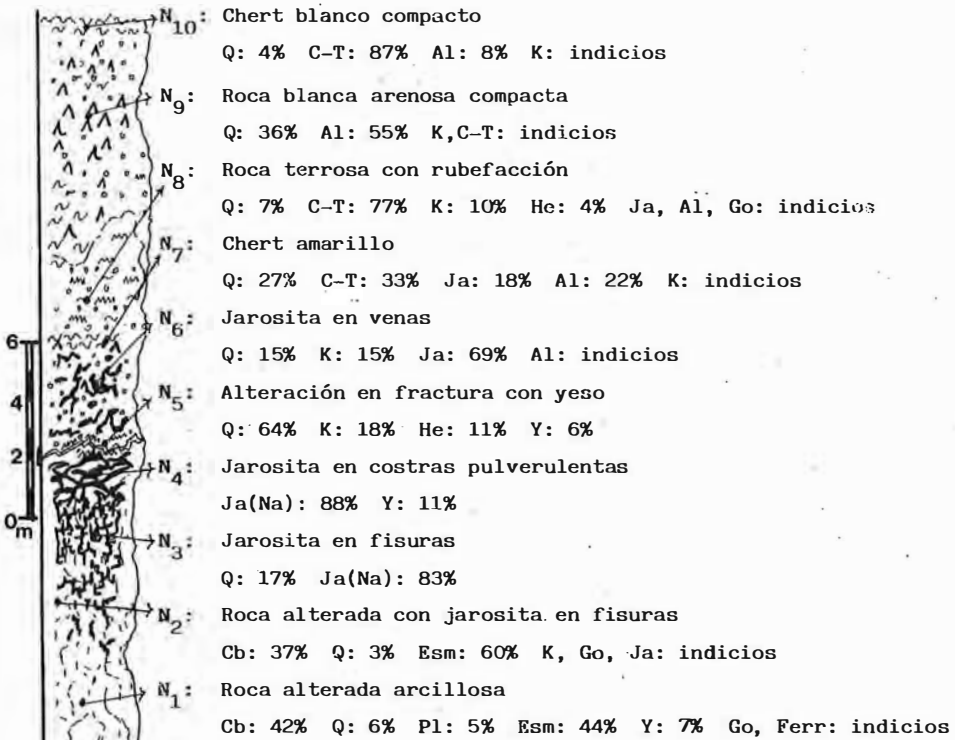 N10: Chert blanco compacto
Q: 4% C-T: 87% Al: 8% K: indicios
N9: Roca blanca arenosa compacta
Q: 36% Al: 55% K,C-T: indicios
N8: Roca terrosa con rubefacción
Q: 7% C-T: 77% K: 10% He: 4% Ja, Al, Go: indicios
N7: Chert amarillo
Q: 27% C-T: 33% Ja: 18% Al: 22% K: indicios
N6: Jarosita en venas
Q: 15% K: 15% Ja: 69% Al: indicios
6
N5: Alteración en fractura con yeso
4
Q: 64% K: 18% He: 11% Y: 6%
2
N4: Jarosita en costras pulverulentas
Ja(Na): 88% Y: 11%
0m
N3: Jarosita en fisuras
Q: 17% Ja(Na): 83%
N2: Roca alterada con jarosita en fisuras
Cb: 37% Q: 3% Esm: 60% K, Go, Ja: indicios
N1: Roca alterada arcillosa
Cb: 42% Q: 6% Pl: 5% Esm: 44% Y: 7% Go, Ferr: indicios